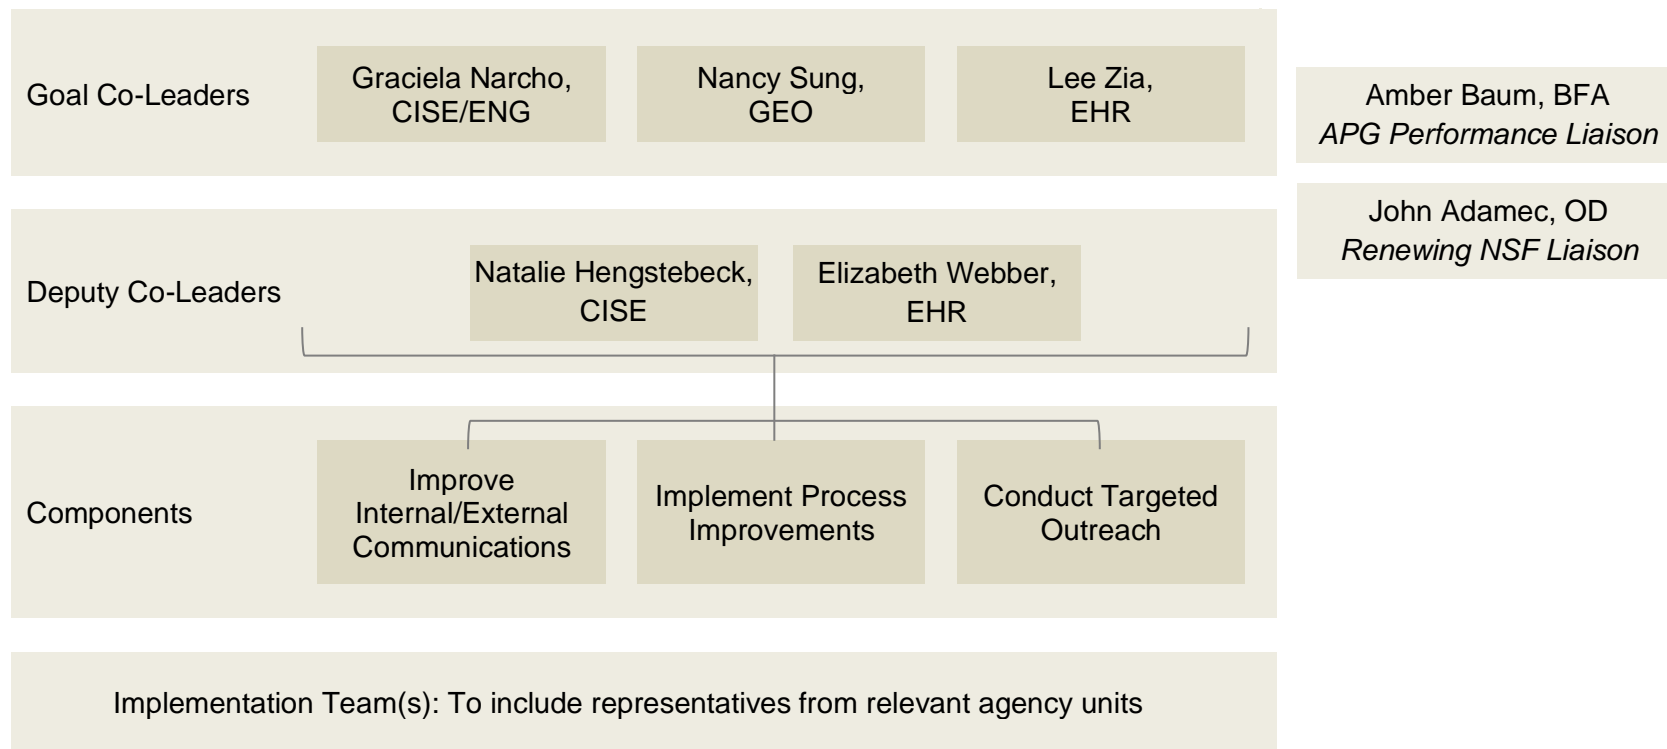 Goal Co-Leaders
Graciela Narcho,
CISE/ENG
Nancy Sung,
GEO
Lee Zia,
EHR
Amber Baum, BFA
APG Performance Liaison
John Adamec, OD
Renewing NSF Liaison
Deputy Co-Leaders
Natalie Hengstebeck,
CISE
Elizabeth Webber,
EHR
Components
Improve
Internal/External
Communications
Implement Process
Improvements
Conduct Targeted
Outreach
Implementation Team(s): To include representatives from relevant agency units